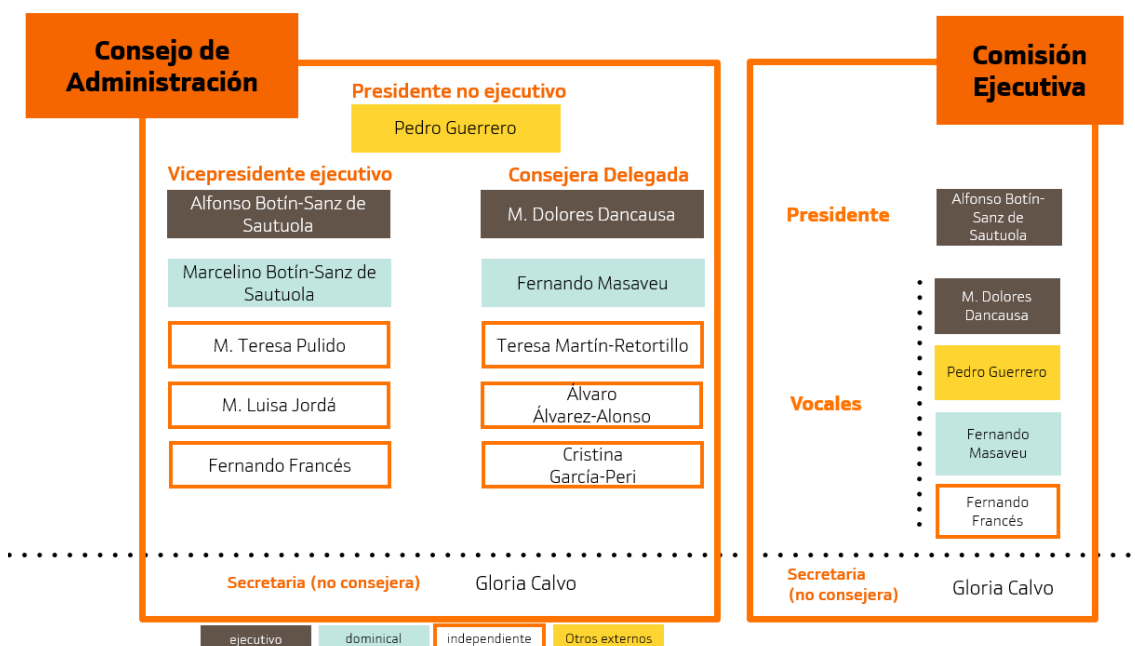 Consejo de
Administración
Presidente no ejecutivo
Pedro Guerrero
Vicepresidente ejecutivo
Consejera Delegada
Alfonso Botín-Sanz de
Sautuola
M. Dolores Dancausa
Marcelino Botín-Sanz de
Sautuola
Fernando Masaveu
M. Teresa Pulido
Teresa Martín-Retortillo
M. Luisa Jordá
Álvaro
Álvarez-Alonso
Fernando Francés
Cristina
García-Peri
Secretaria (no consejera)
Gloria Calvo
Comisión
Ejecutiva
Presidente
Alfonso Botín-
Sanz de
Sautuola
Vocales
M. Dolores
Dancausa
Pedro Guerrero
Fernando
Masaveu
Fernando
Francés
Secretaria
(no consejera)
Gloria Calvo
ejecutivo
dominical
independiente
Otros externos